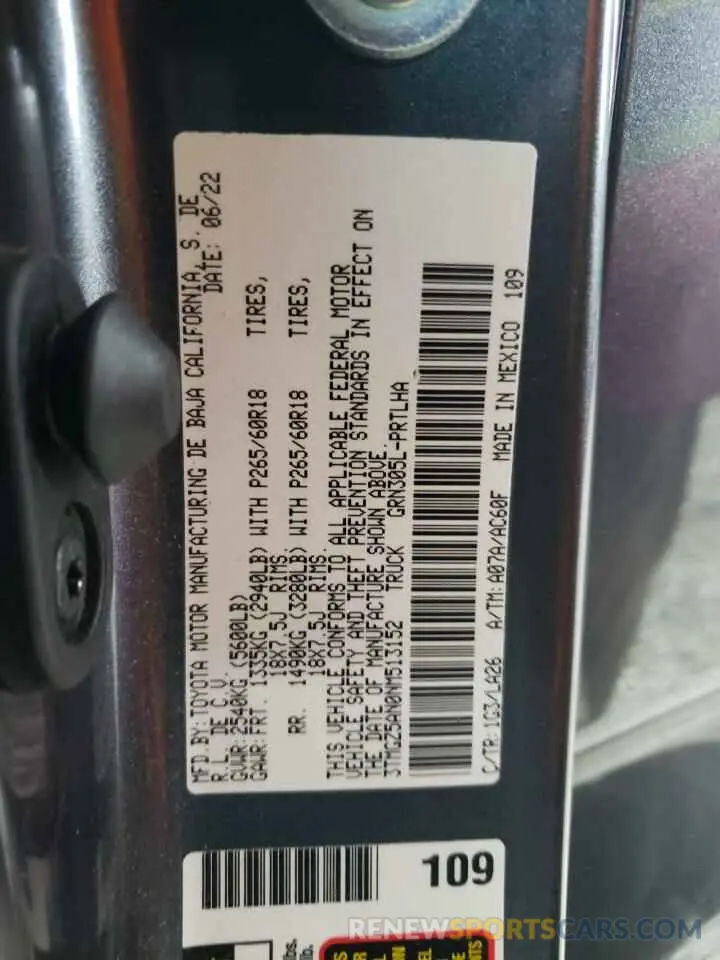 MFD.BY:TOYOTA MOTOR MANUFACTURING DE BAJA CALIFORNIA, S. DE
R.L. DE C.V. DATE: 06/22
GVWR:2540KG (5600LB)
GAWR:FRT. 1335KG (2940LB) WITH P265/60R18 TIRES,
18X7.5J RIMS.
RR. 1490KG (3280LB) WITH P265/60R18 TIRES,
18X7.5J RIMS.
THIS VEHICLE CONFORMS TO ALL APPLICABLE FEDERAL MOTOR
VEHICLE SAFETY AND THEFT PREVENTION STANDARDS IN EFFECT ON
THE DATE OF MANUFACTURE SHOWN ABOVE.
3TMGZ5AN0NM513152 TRUCK GRN305L-PRTLHA
C/TR:1G3/LA26 A/TM:A07A/AC60F MADE IN MEXICO 109
109
lbs.
lb.
RENEWSPORTSCARS.COM